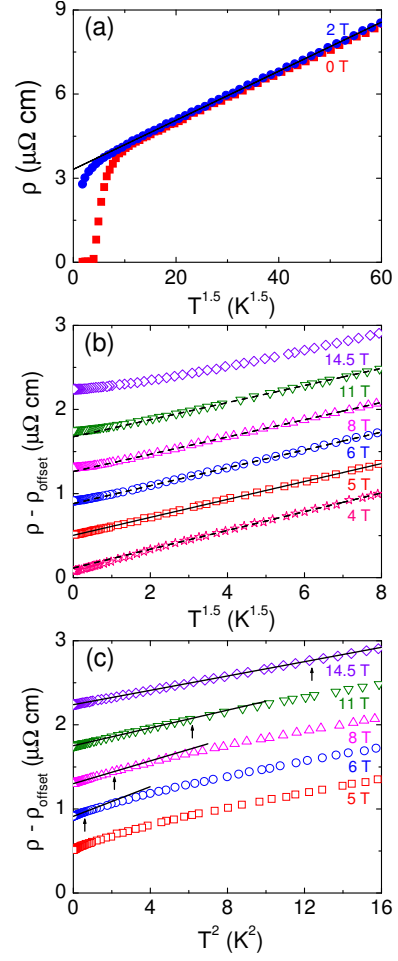 (a)
9
6
3
0
ρ (μΩ cm)
2 T
0 T
0 20 40 60
T^1.5 (K^1.5)
(b)
3
2
1
0
ρ - ρ_offset (μΩ cm)
14.5 T
11 T
8 T
6 T
5 T
4 T
0 2 4 6 8
T^1.5 (K^1.5)
(c)
3
2
1
0
ρ - ρ_offset (μΩ cm)
14.5 T
11 T
8 T
6 T
5 T
0 4 8 12 16
T^2 (K^2)